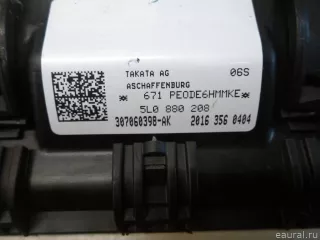 TAKATA AG 06S
ASCHAFFENBURG
* 671 PEODE6HMMKE *
5L0 880 208
307060398-AK 2016 356 0404
© eaural.ru